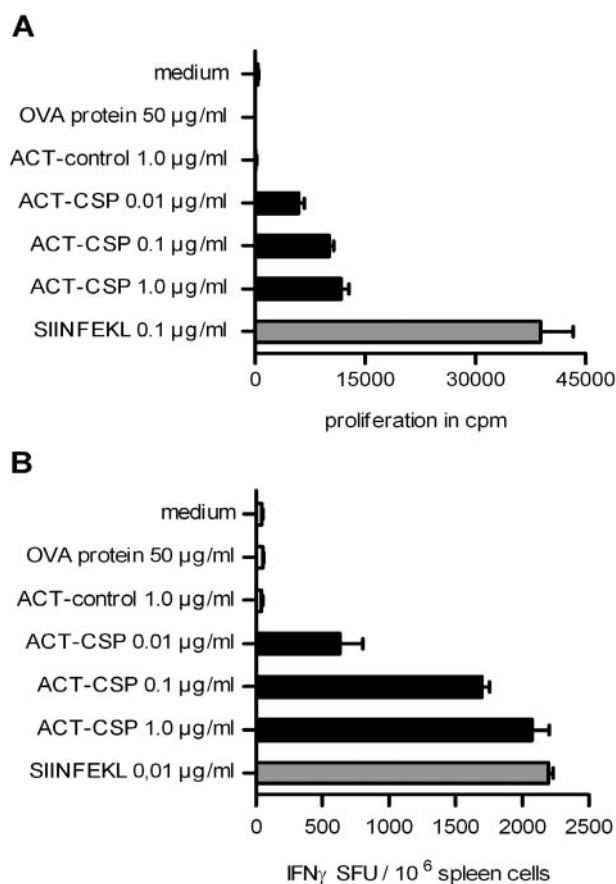 A
medium
OVA protein 50 µg/ml
ACT-control 1.0 µg/ml
ACT-CSP 0.01 µg/ml
ACT-CSP 0.1 µg/ml
ACT-CSP 1.0 µg/ml
SIINFEKL 0.1 µg/ml
0 15000 30000 45000
proliferation in cpm
B
medium
OVA protein 50 µg/ml
ACT-control 1.0 µg/ml
ACT-CSP 0.01 µg/ml
ACT-CSP 0.1 µg/ml
ACT-CSP 1.0 µg/ml
SIINFEKL 0,01 µg/ml
0 500 1000 1500 2000 2500
IFNγ SFU / 10⁶ spleen cells